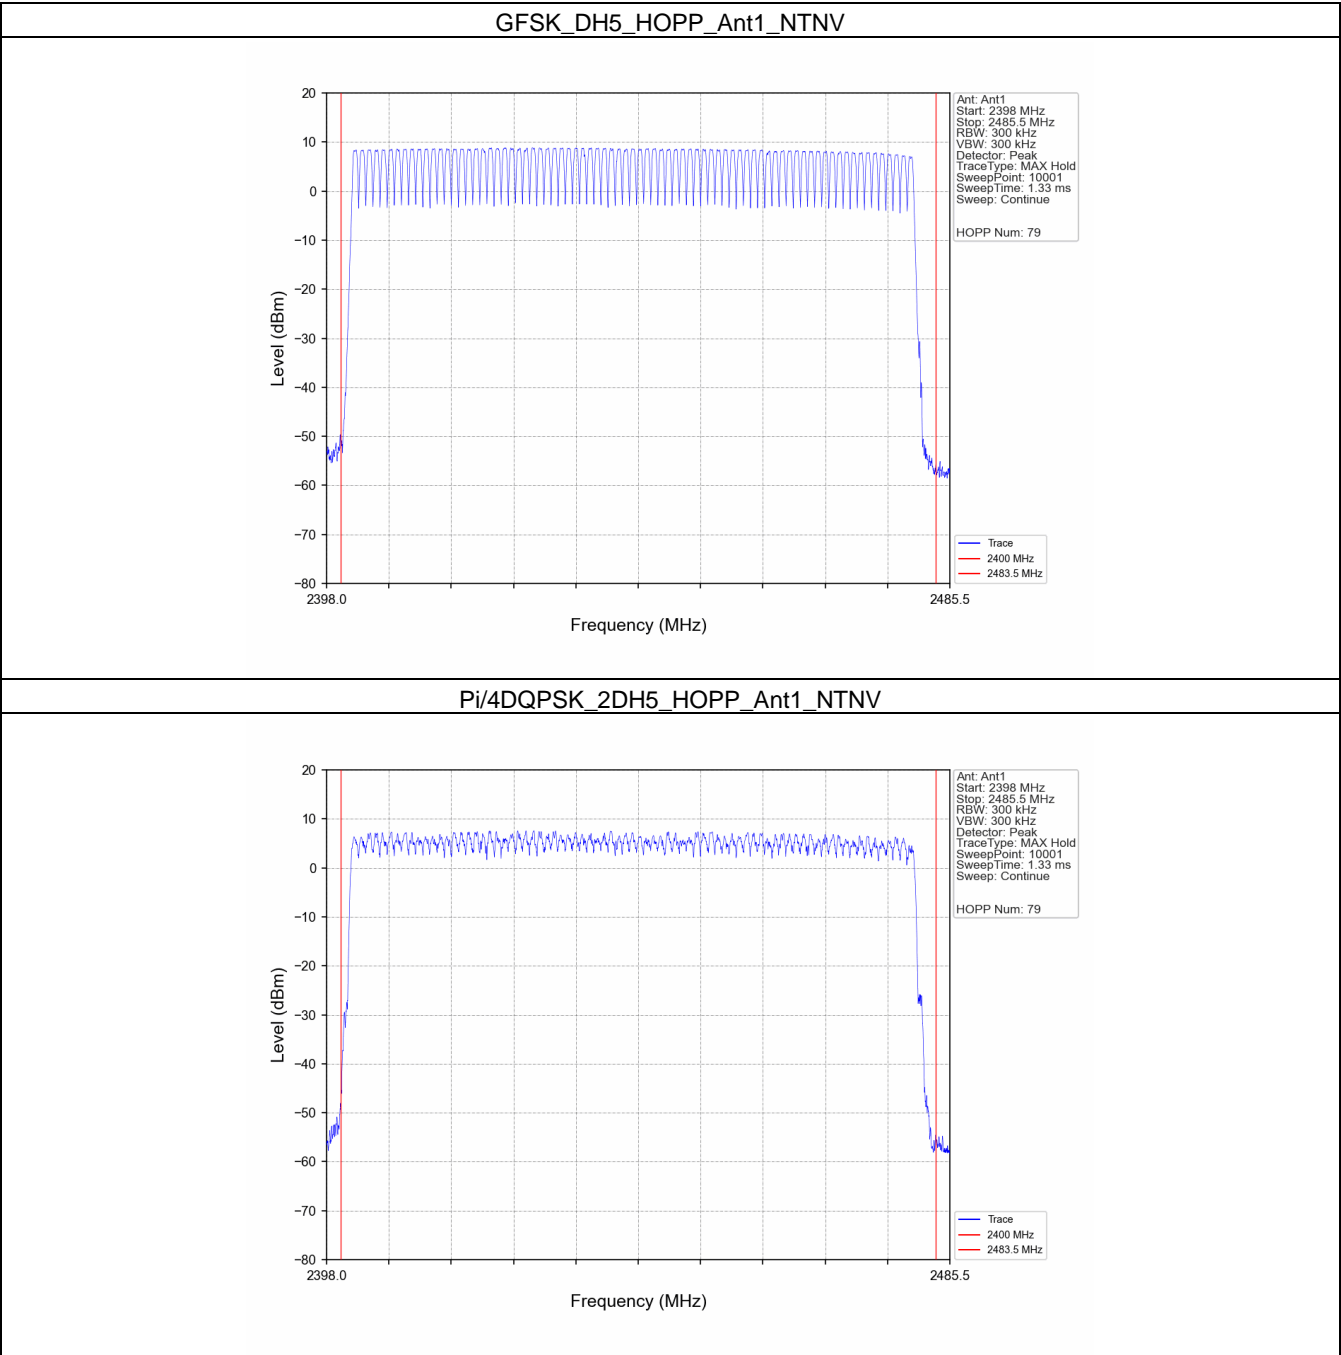 GFSK_DH5_HOPP_Ant1_NTNV
20
10
0
−10
−20
−30
−40
−50
−60
−70
−80
Level (dBm)
2398.0
2485.5
Frequency (MHz)
Ant: Ant1
Start: 2398 MHz
Stop: 2485.5 MHz
RBW: 300 kHz
VBW: 300 kHz
Detector: Peak
TraceType: MAX Hold
SweepPoint: 10001
SweepTime: 1.33 ms
Sweep: Continue
HOPP Num: 79
Trace
2400 MHz
2483.5 MHz
Pi/4DQPSK_2DH5_HOPP_Ant1_NTNV
20
10
0
−10
−20
−30
−40
−50
−60
−70
−80
Level (dBm)
2398.0
2485.5
Frequency (MHz)
Ant: Ant1
Start: 2398 MHz
Stop: 2485.5 MHz
RBW: 300 kHz
VBW: 300 kHz
Detector: Peak
TraceType: MAX Hold
SweepPoint: 10001
SweepTime: 1.33 ms
Sweep: Continue
HOPP Num: 79
Trace
2400 MHz
2483.5 MHz